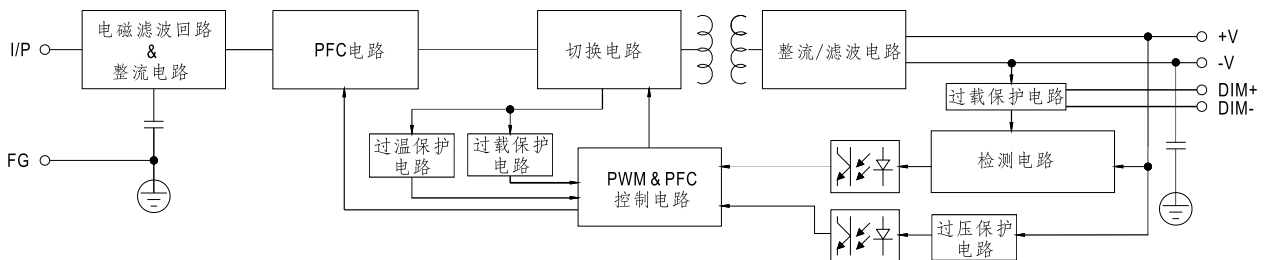 I/P
电磁滤波回路
&
整流电路
PFC电路
切换电路
整流/滤波电路
+V
-V
DIM+
DIM-
过载保护电路
FG
过温保护
电路
过载保护
电路
PWM & PFC
控制电路
检测电路
过压保护
电路